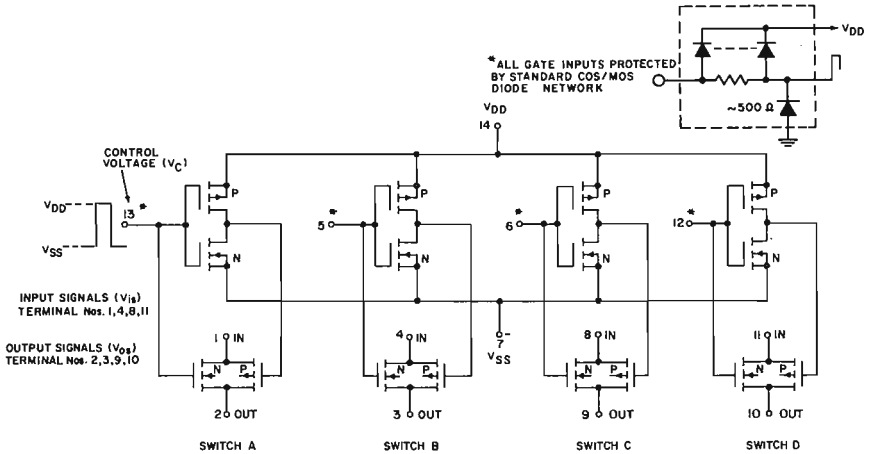 *ALL GATE INPUTS PROTECTED
BY STANDARD COS/MOS
DIODE NETWORK
VDD
~500 Ω
VDD
14
CONTROL
VOLTAGE (VC)
VDD
13 *
VSS
P
N
* 5
P
N
* 6
P
N
* 12
P
N
INPUT SIGNALS (Vis)
TERMINAL Nos. 1,4,8,11
OUTPUT SIGNALS (Vos)
TERMINAL Nos. 2,3,9,10
7 -
VSS
1 IN
N P
2 OUT
SWITCH A
4 IN
N P
3 OUT
SWITCH B
8 IN
N P
9 OUT
SWITCH C
11 IN
N P
10 OUT
SWITCH D